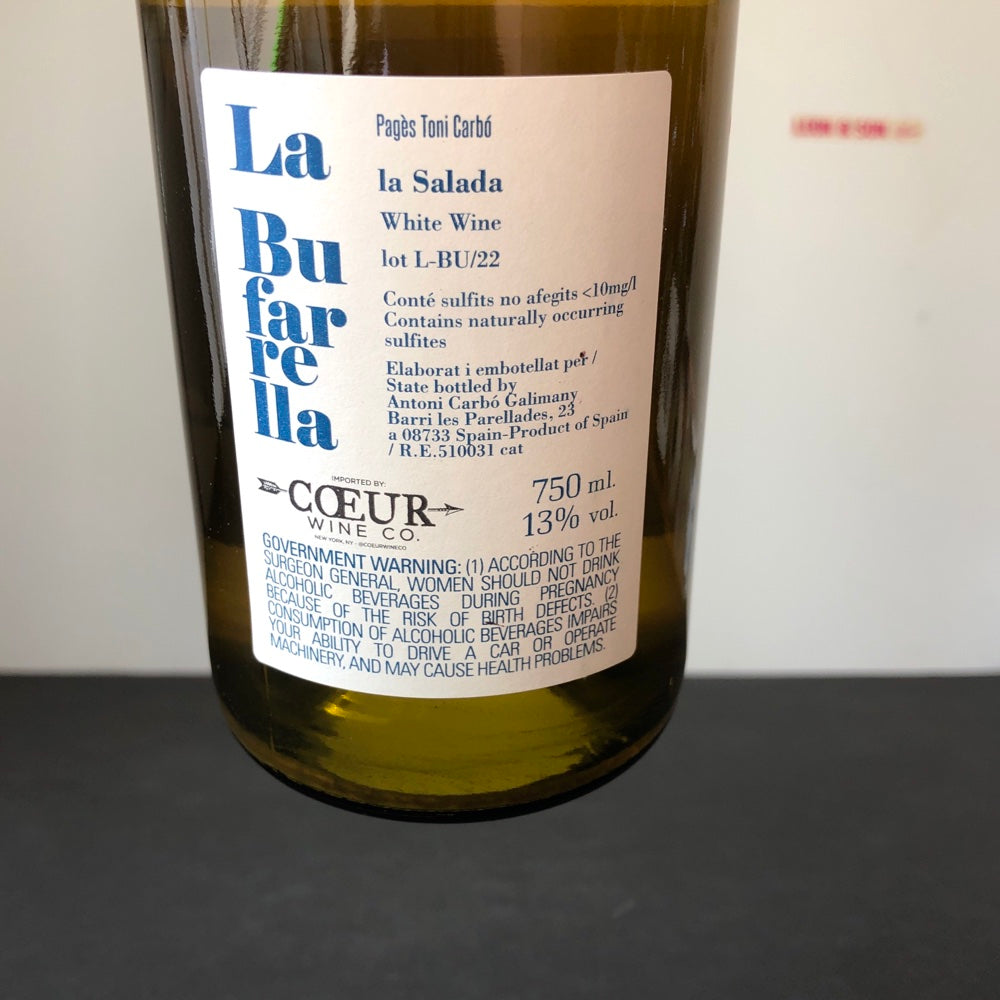 La
Bu
far
re
lla
Pagès Toni Carbó
la Salada
White Wine
lot L-BU/22
Conté sulfits no afegits <10mg/l
Contains naturally occurring
sulfites
Elaborat i embotellat per /
State bottled by
Antoni Carbó Galimany
Barri les Parellades, 23
a 08733 Spain-Product of Spain
/ R.E.510031 cat
IMPORTED BY:
CŒUR
WINE CO.
NEW YORK, NY - @COEURWINECO
750 ml.
13% vol.
GOVERNMENT WARNING: (1) ACCORDING TO THE
SURGEON GENERAL, WOMEN SHOULD NOT DRINK
ALCOHOLIC BEVERAGES DURING PREGNANCY
BECAUSE OF THE RISK OF BIRTH DEFECTS. (2)
CONSUMPTION OF ALCOHOLIC BEVERAGES IMPAIRS
YOUR ABILITY TO DRIVE A CAR OR OPERATE
MACHINERY, AND MAY CAUSE HEALTH PROBLEMS.